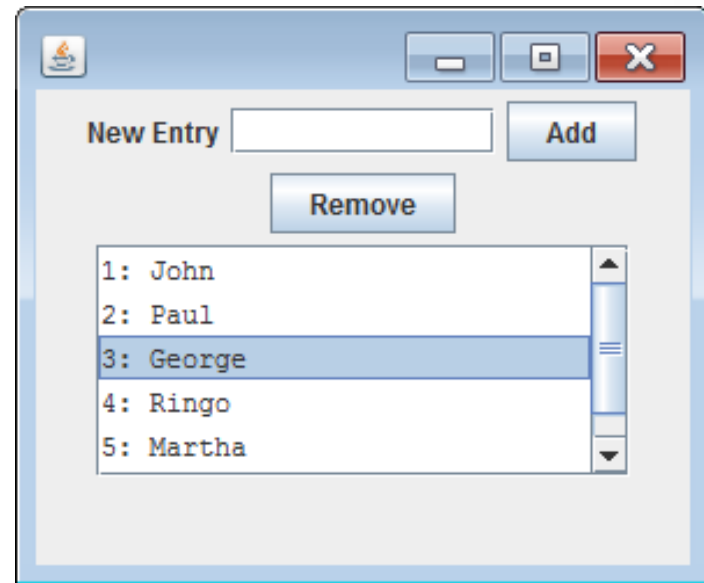 New Entry Add
Remove
1: John
2: Paul
3: George
4: Ringo
5: Martha